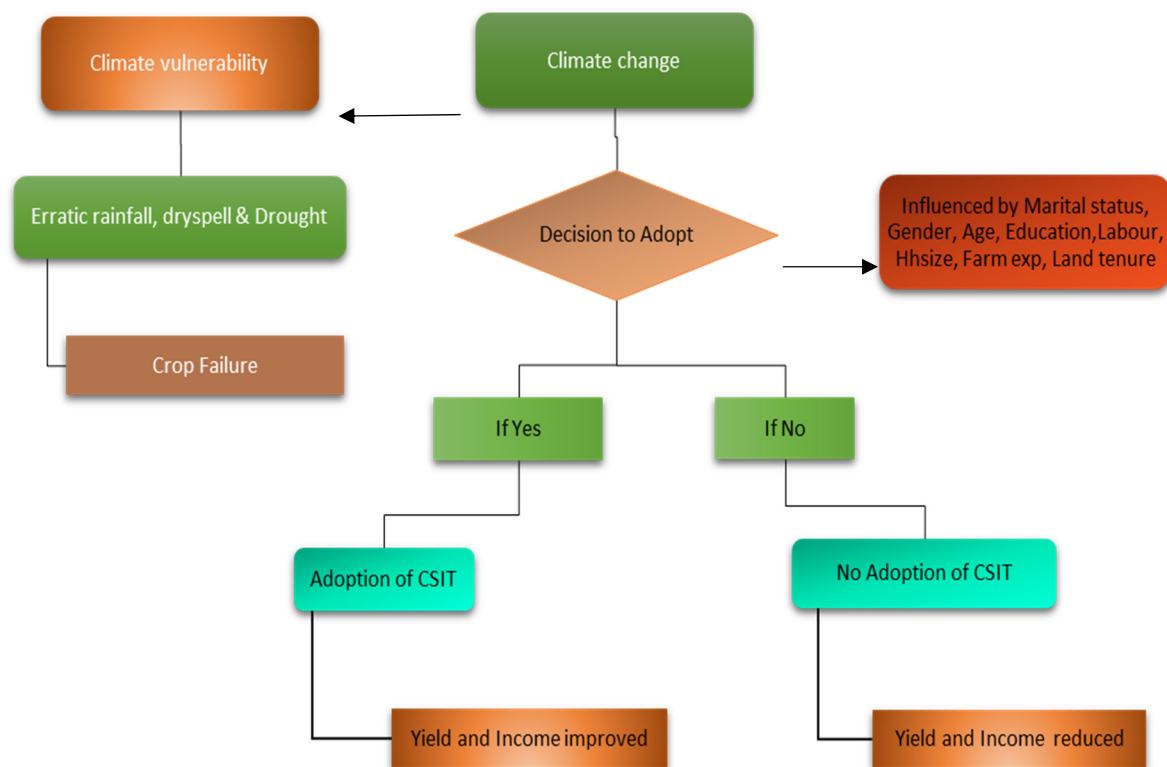 Climate vulnerability
Climate change
Erratic rainfall, dryspell & Drought
Decision to Adopt
Influenced by Marital status,
Gender, Age, Education,Labour,
Hhsize, Farm exp, Land tenure
Crop Failure
If Yes
If No
Adoption of CSIT
No Adoption of CSIT
Yield and Income improved
Yield and Income reduced